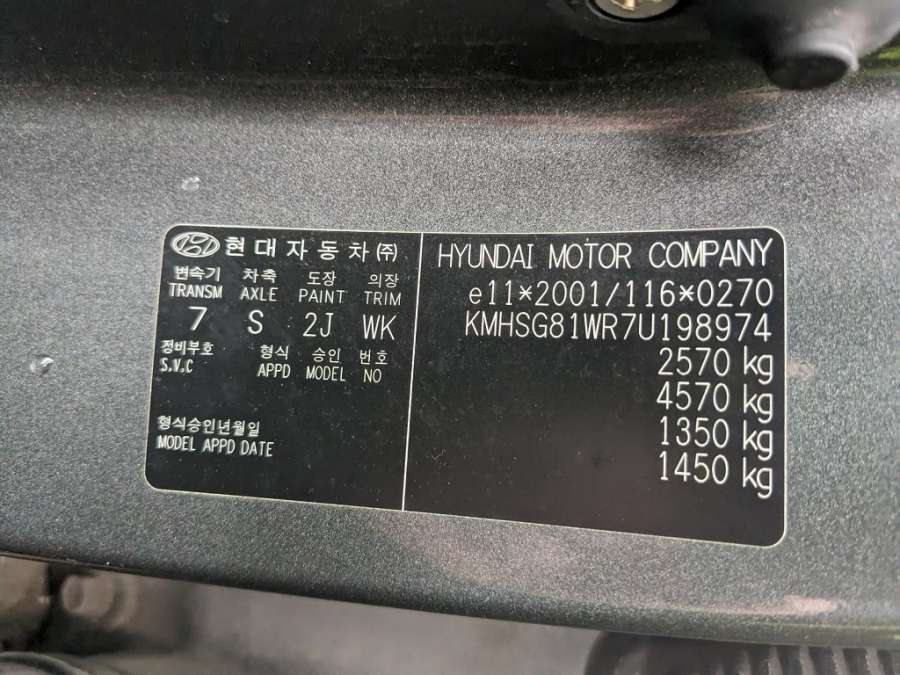 현대자동차(주)
변속기 차축 도장 의장
TRANSM AXLE PAINT TRIM
7 S 2J WK
정비부호 형식 승인 번호
S.V.C APPD MODEL NO
형식승인년월일
MODEL APPD DATE
HYUNDAI MOTOR COMPANY
e11*2001/116*0270
KMHSG81WR7U198974
2570 kg
4570 kg
1350 kg
1450 kg